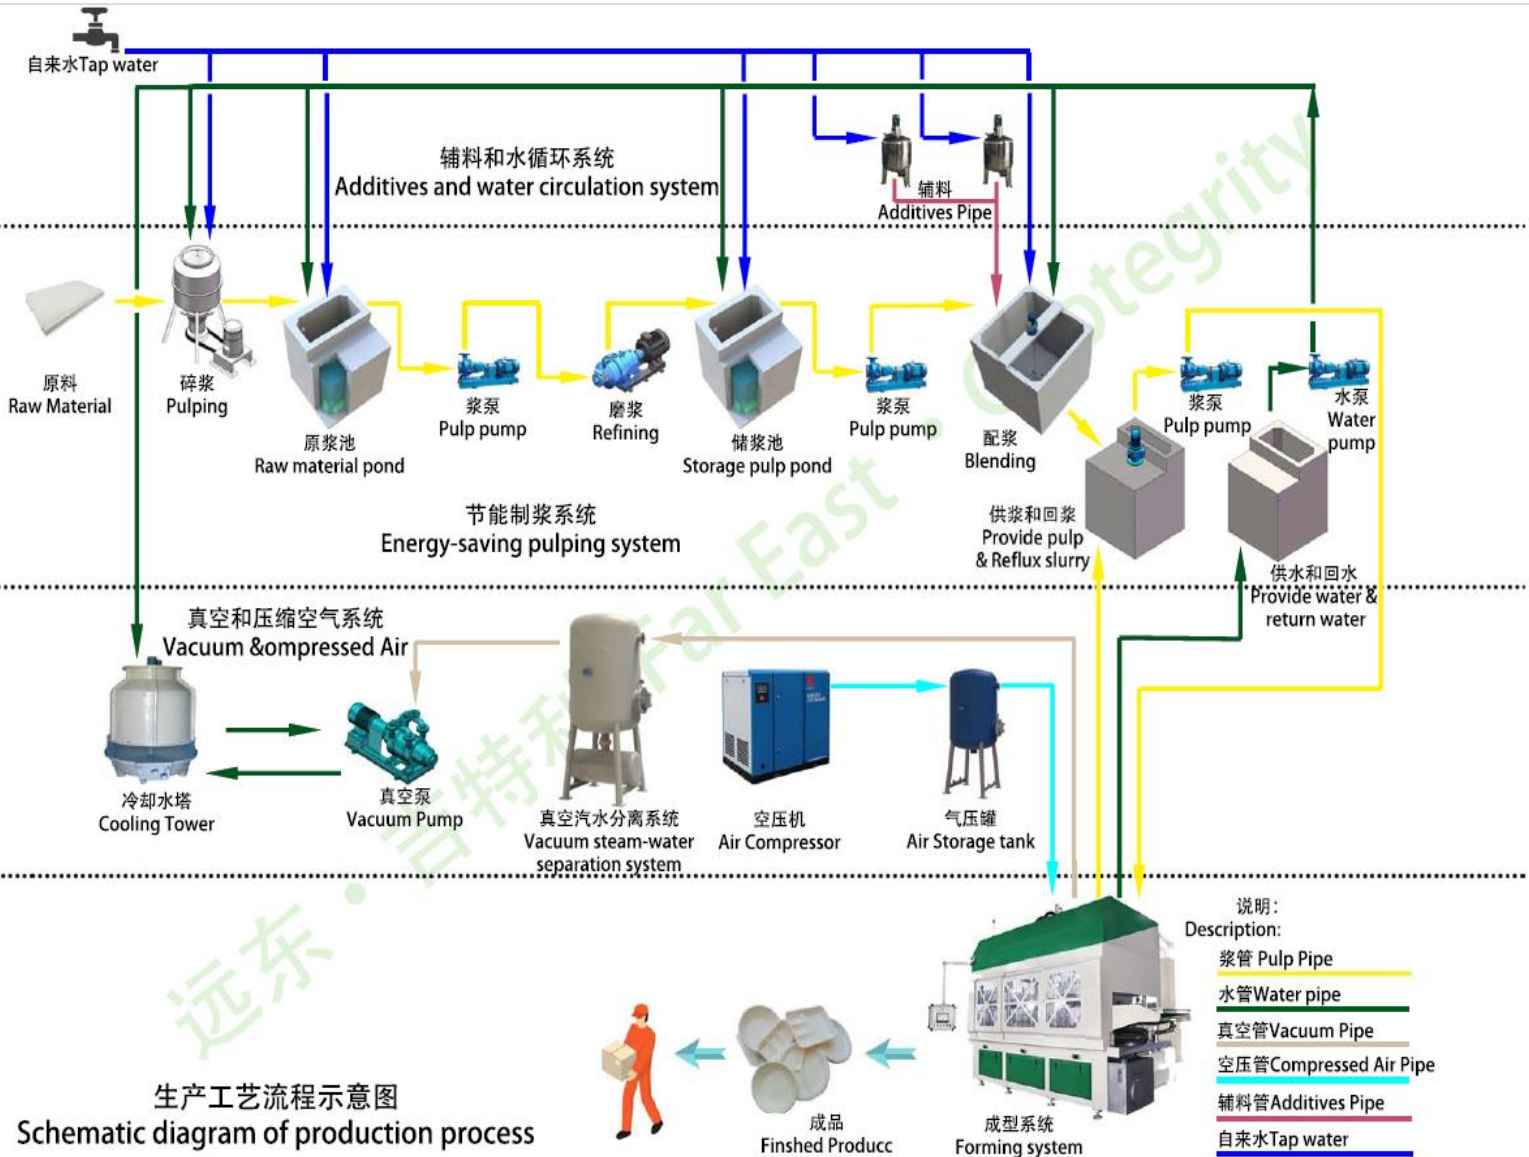 自来水Tap water
辅料和水循环系统
Additives and water circulation system
辅料
Additives Pipe
原料
Raw Material
碎浆
Pulping
原浆池
Raw material pond
浆泵
Pulp pump
磨浆
Refining
储浆池
Storage pulp pond
浆泵
Pulp pump
配浆
Blending
浆泵
Pulp pump
水泵
Water
pump
节能制浆系统
Energy-saving pulping system
供浆和回浆
Provide pulp
& Reflux slurry
供水和回水
Provide water &
return water
真空和压缩空气系统
Vacuum &ompressed Air
冷却水塔
Cooling Tower
真空泵
Vacuum Pump
真空汽水分离系统
Vacuum steam-water
separation system
空压机
Air Compressor
气压罐
Air Storage tank
说明:
Description:
浆管 Pulp Pipe
水管Water pipe
真空管Vacuum Pipe
空压管Compressed Air Pipe
辅料管Additives Pipe
自来水Tap water
成品
Finshed Producc
成型系统
Forming system
生产工艺流程示意图
Schematic diagram of production process
远东·吉特利 Far East · Geotegrity